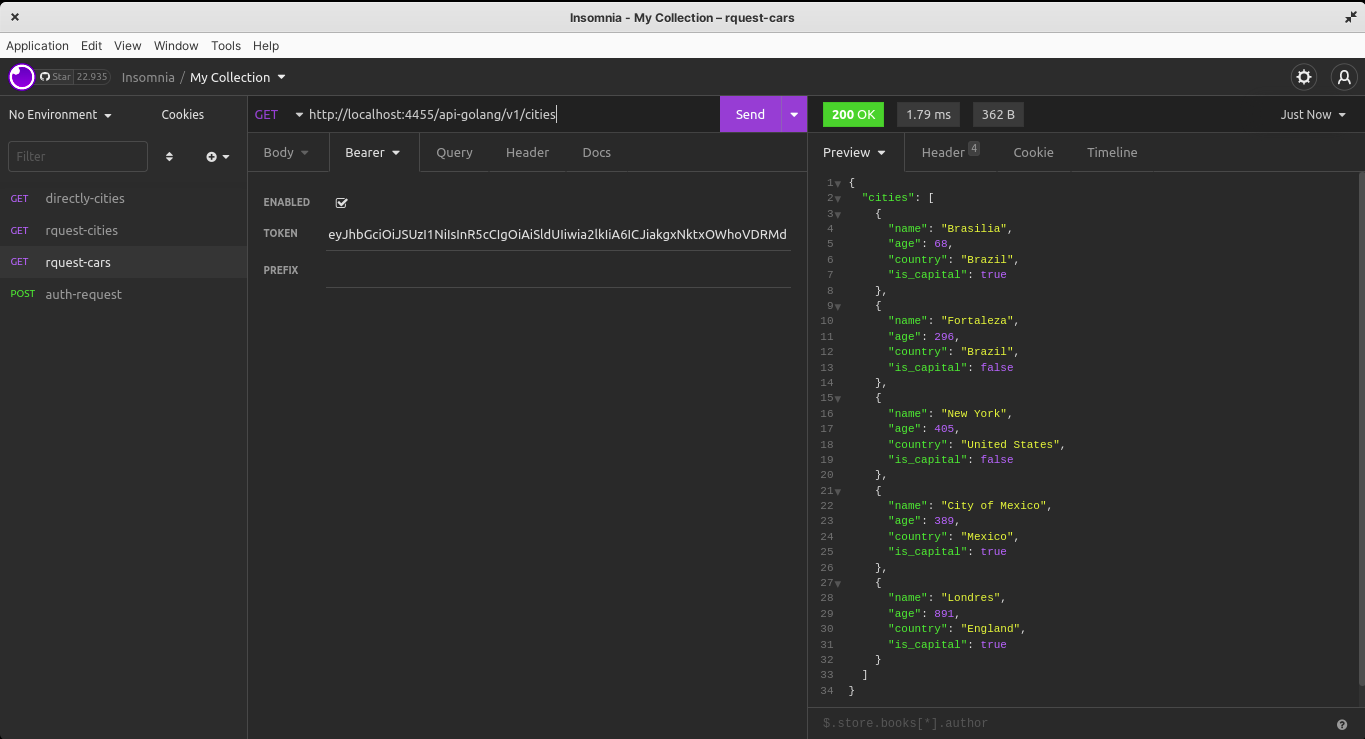 Insomnia - My Collection – rquest-cars
Application Edit View Window Tools Help
Star 22.935 Insomnia / My Collection
No Environment Cookies
Filter
GET directly-cities
GET rquest-cities
GET rquest-cars
POST auth-request
GET http://localhost:4455/api-golang/v1/cities Send
Body Bearer Query Header Docs
ENABLED
TOKEN eyJhbGciOiJSUzI1NiIsInR5cCIgOiAiSldUIiwia2lkIiA6ICJiakgxNktxOWhoVDRMd
PREFIX
200 OK 1.79 ms 362 B Just Now
Preview Header 4 Cookie Timeline
1 {
2 "cities": [
3 {
4 "name": "Brasilia",
5 "age": 68,
6 "country": "Brazil",
7 "is_capital": true
8 },
9 {
10 "name": "Fortaleza",
11 "age": 296,
12 "country": "Brazil",
13 "is_capital": false
14 },
15 {
16 "name": "New York",
17 "age": 405,
18 "country": "United States",
19 "is_capital": false
20 },
21 {
22 "name": "City of Mexico",
23 "age": 389,
24 "country": "Mexico",
25 "is_capital": true
26 },
27 {
28 "name": "Londres",
29 "age": 891,
30 "country": "England",
31 "is_capital": true
32 }
33 ]
34 }
$.store.books[*].author